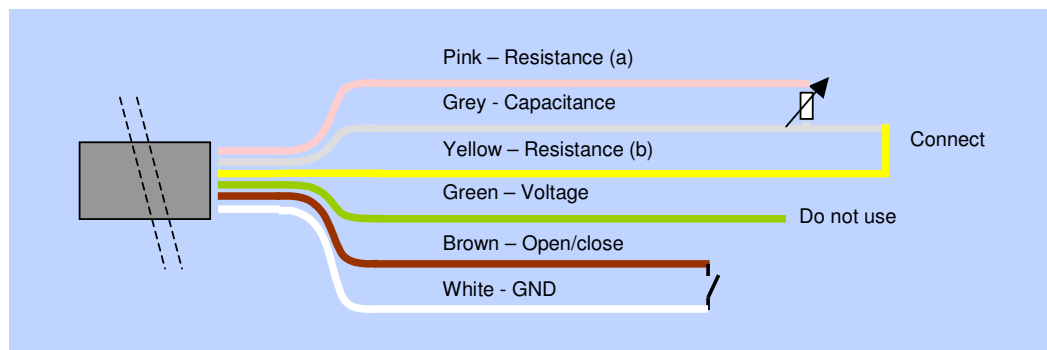 Pink – Resistance (a)
Grey - Capacitance
Connect
Yellow – Resistance (b)
Green – Voltage
Do not use
Brown – Open/close
White - GND